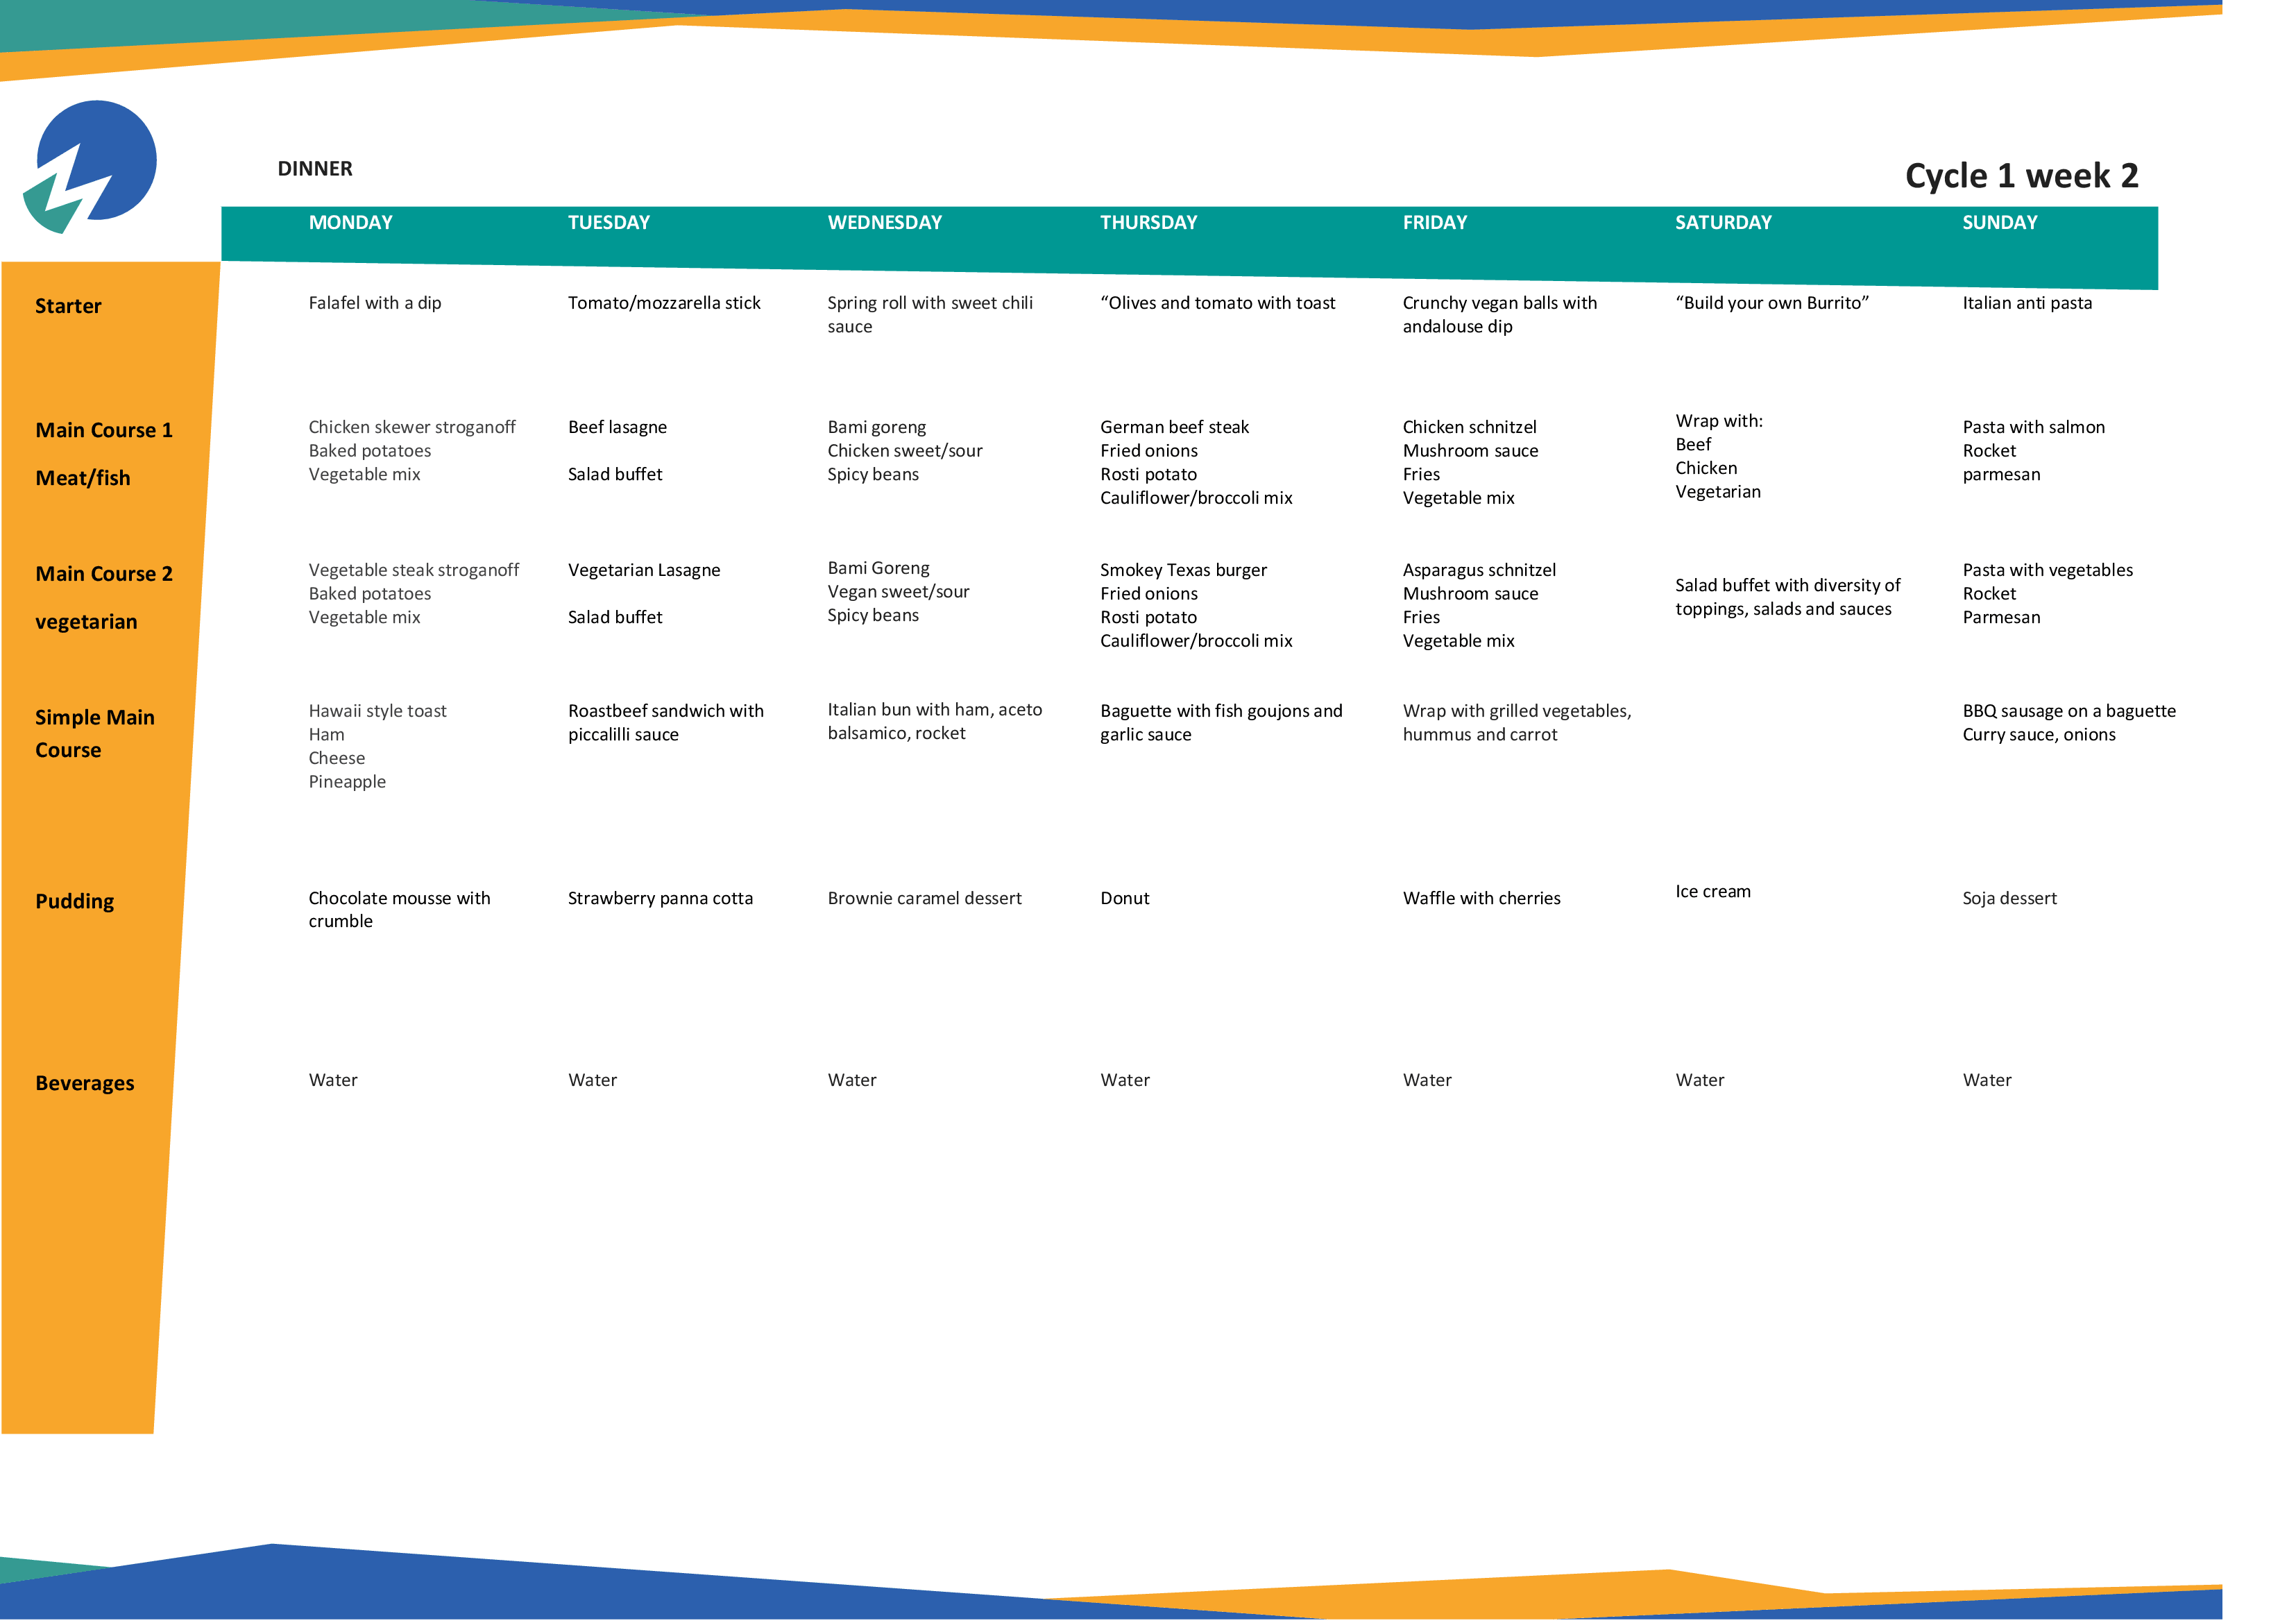 DINNER
Cycle 1 week 2
MONDAY TUESDAY WEDNESDAY THURSDAY FRIDAY SATURDAY SUNDAY
Starter
Falafel with a dip
Tomato/mozzarella stick
Spring roll with sweet chili
sauce
“Olives and tomato with toast
Crunchy vegan balls with
andalouse dip
“Build your own Burrito”
Italian anti pasta
Main Course 1
Meat/fish
Chicken skewer stroganoff
Baked potatoes
Vegetable mix
Beef lasagne
Salad buffet
Bami goreng
Chicken sweet/sour
Spicy beans
German beef steak
Fried onions
Rosti potato
Cauliflower/broccoli mix
Chicken schnitzel
Mushroom sauce
Fries
Vegetable mix
Wrap with:
Beef
Chicken
Vegetarian
Pasta with salmon
Rocket
parmesan
Main Course 2
vegetarian
Vegetable steak stroganoff
Baked potatoes
Vegetable mix
Vegetarian Lasagne
Salad buffet
Bami Goreng
Vegan sweet/sour
Spicy beans
Smokey Texas burger
Fried onions
Rosti potato
Cauliflower/broccoli mix
Asparagus schnitzel
Mushroom sauce
Fries
Vegetable mix
Salad buffet with diversity of
toppings, salads and sauces
Pasta with vegetables
Rocket
Parmesan
Simple Main
Course
Hawaii style toast
Ham
Cheese
Pineapple
Roastbeef sandwich with
piccalilli sauce
Italian bun with ham, aceto
balsamico, rocket
Baguette with fish goujons and
garlic sauce
Wrap with grilled vegetables,
hummus and carrot
BBQ sausage on a baguette
Curry sauce, onions
Pudding
Chocolate mousse with
crumble
Strawberry panna cotta
Brownie caramel dessert
Donut
Waffle with cherries
Ice cream
Soja dessert
Beverages
Water
Water
Water
Water
Water
Water
Water